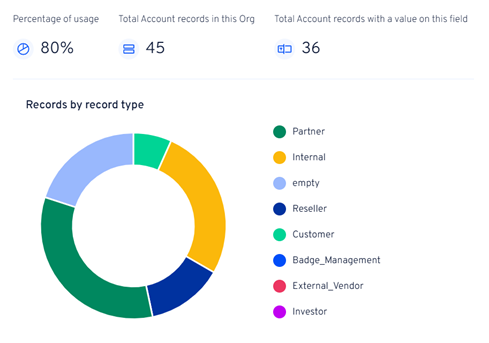 Percentage of usage Total Account records in this Org Total Account records with a value on this field
80% 45 36
Records by record type
Partner
Internal
empty
Reseller
Customer
Badge_Management
External_Vendor
Investor